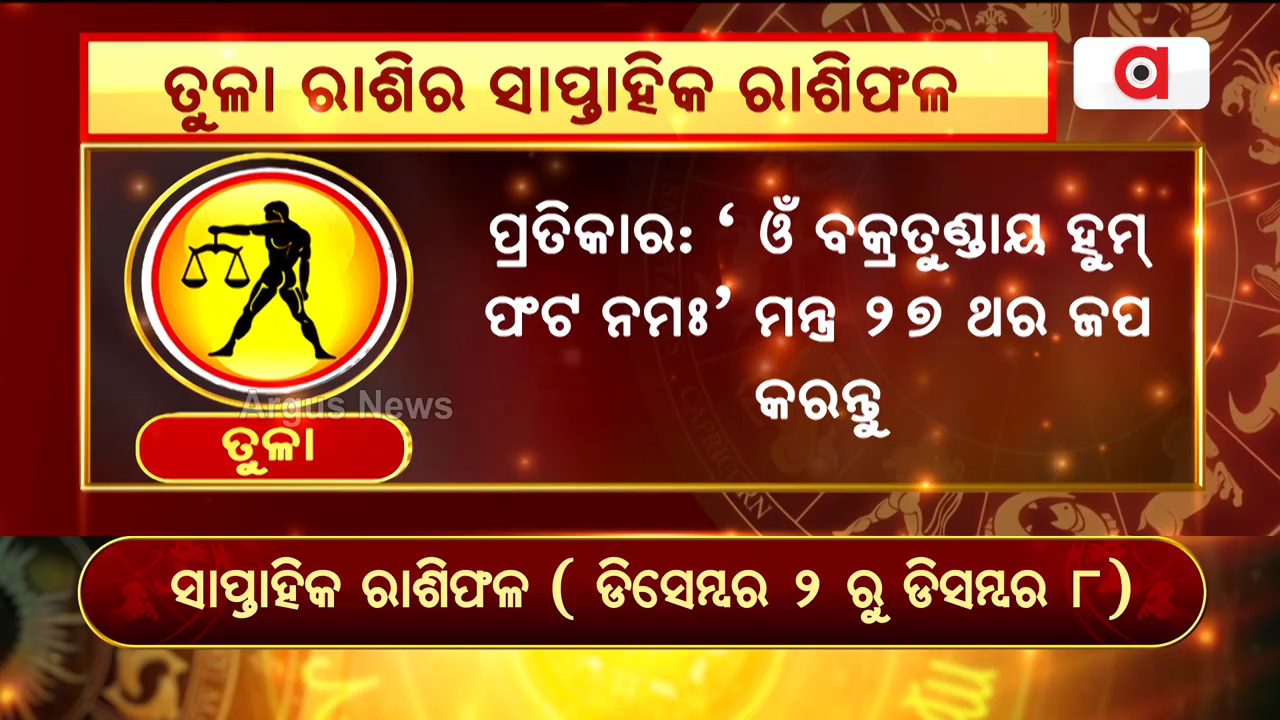 ତୁଳା ରାଶିର ସାପ୍ତାହିକ ରାଶିଫଳ
a
ପ୍ରତିକାର: ‘ ଓଁ ବକ୍ରତୁଣ୍ଡାୟ ହୁମ୍
ଫଟ ନମଃ’ ମନ୍ତ୍ର ୨୭ ଥର ଜପ
କରନ୍ତୁ
Argus News
ତୁଳା
CAPRICORN
ସାପ୍ତାହିକ ରାଶିଫଳ ( ଡିସେମ୍ବର ୨ ରୁ ଡିସମ୍ବର ୮ )